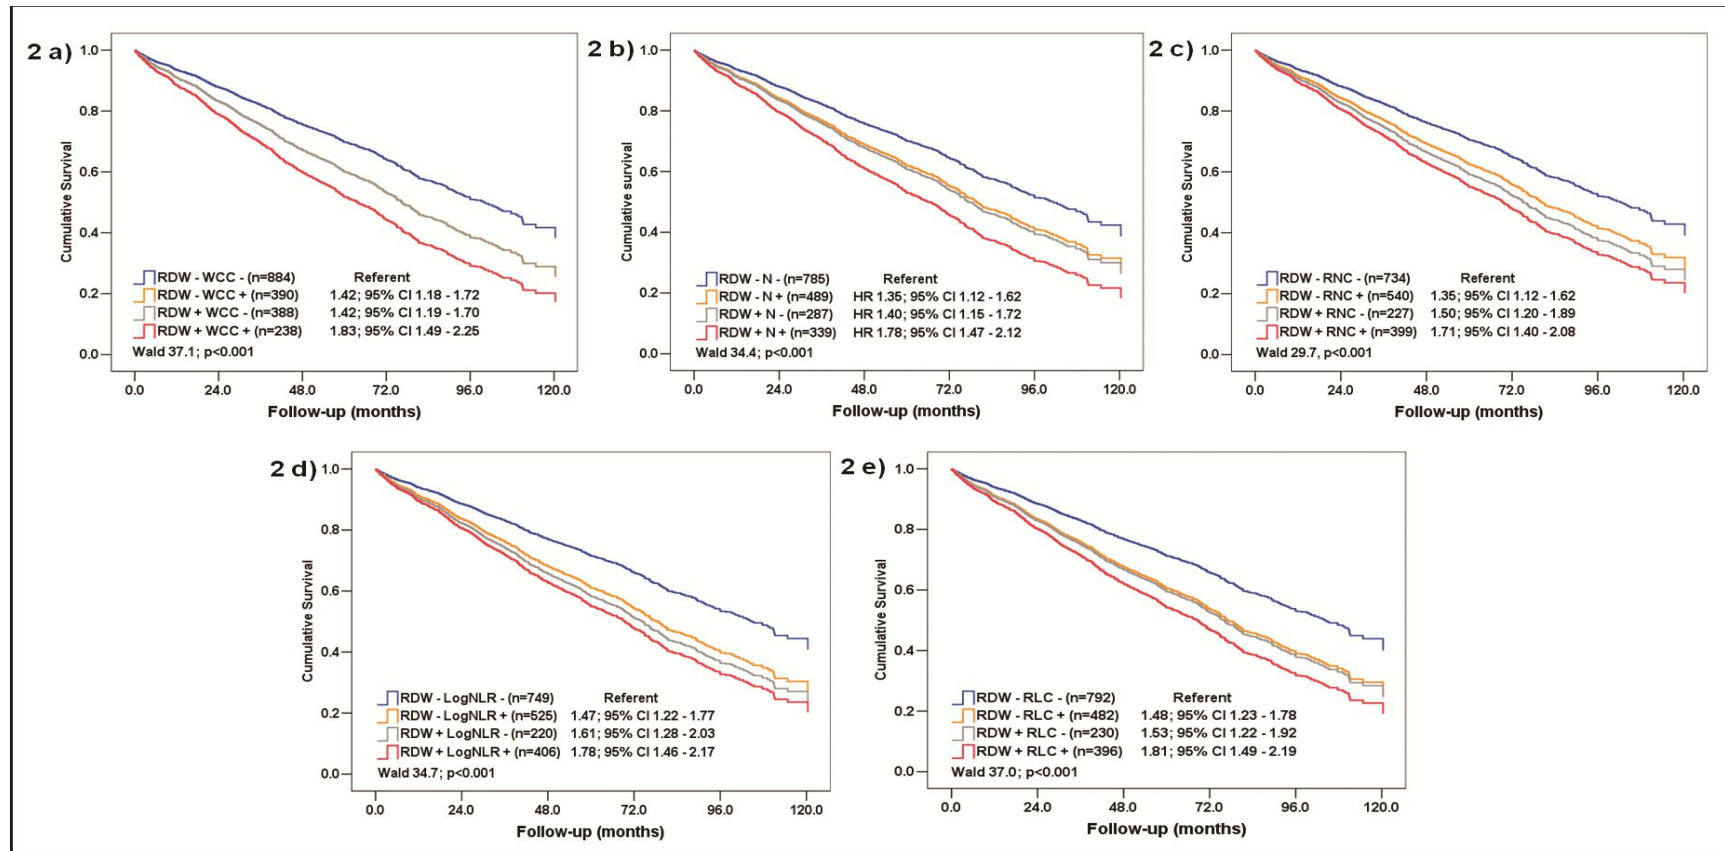 2 a)
1.0
0.8
0.6
0.4
0.2
0.0
Cumulative Survival
RDW - WCC - (n=884) Referent
RDW - WCC + (n=390) 1.42; 95% CI 1.18 - 1.72
RDW + WCC - (n=388) 1.42; 95% CI 1.19 - 1.70
RDW + WCC + (n=238) 1.83; 95% CI 1.49 - 2.25
Wald 37.1; p<0.001
0.0 24.0 48.0 72.0 96.0 120.0
Follow-up (months)
2 b)
1.0
0.8
0.6
0.4
0.2
0.0
Cumulative survival
RDW - N - (n=785) Referent
RDW - N + (n=489) HR 1.35; 95% CI 1.12 - 1.62
RDW + N - (n=287) HR 1.40; 95% CI 1.15 - 1.72
RDW + N + (n=339) HR 1.78; 95% CI 1.47 - 2.12
Wald 34.4; p<0.001
0.0 24.0 48.0 72.0 96.0 120.0
Follow-up (months)
2 c)
1.0
0.8
0.6
0.4
0.2
0.0
Cumulative Survival
RDW - RNC - (n=734) Referent
RDW - RNC + (n=540) 1.35; 95% CI 1.12 - 1.62
RDW + RNC - (n=227) 1.50; 95% CI 1.20 - 1.89
RDW + RNC + (n=399) 1.71; 95% CI 1.40 - 2.08
Wald 29.7, p<0.001
0.0 24.0 48.0 72.0 96.0 120.0
Follow-up (months)
2 d)
1.0
0.8
0.6
0.4
0.2
0.0
Cumulative Survival
RDW - LogNLR - (n=749) Referent
RDW - LogNLR + (n=525) 1.47; 95% CI 1.22 - 1.77
RDW + LogNLR - (n=220) 1.61; 95% CI 1.28 - 2.03
RDW + LogNLR + (n=406) 1.78; 95% CI 1.46 - 2.17
Wald 34.7; p<0.001
0.0 24.0 48.0 72.0 96.0 120.0
Follow-up (months)
2 e)
1.0
0.8
0.6
0.4
0.2
0.0
Cumulative Survival
RDW - RLC - (n=792) Referent
RDW - RLC + (n=482) 1.48; 95% CI 1.23 - 1.78
RDW + RLC - (n=230) 1.53; 95% CI 1.22 - 1.92
RDW + RLC + (n=396) 1.81; 95% CI 1.49 - 2.19
Wald 37.0; p<0.001
0.0 24.0 48.0 72.0 96.0 120.0
Follow-up (months)